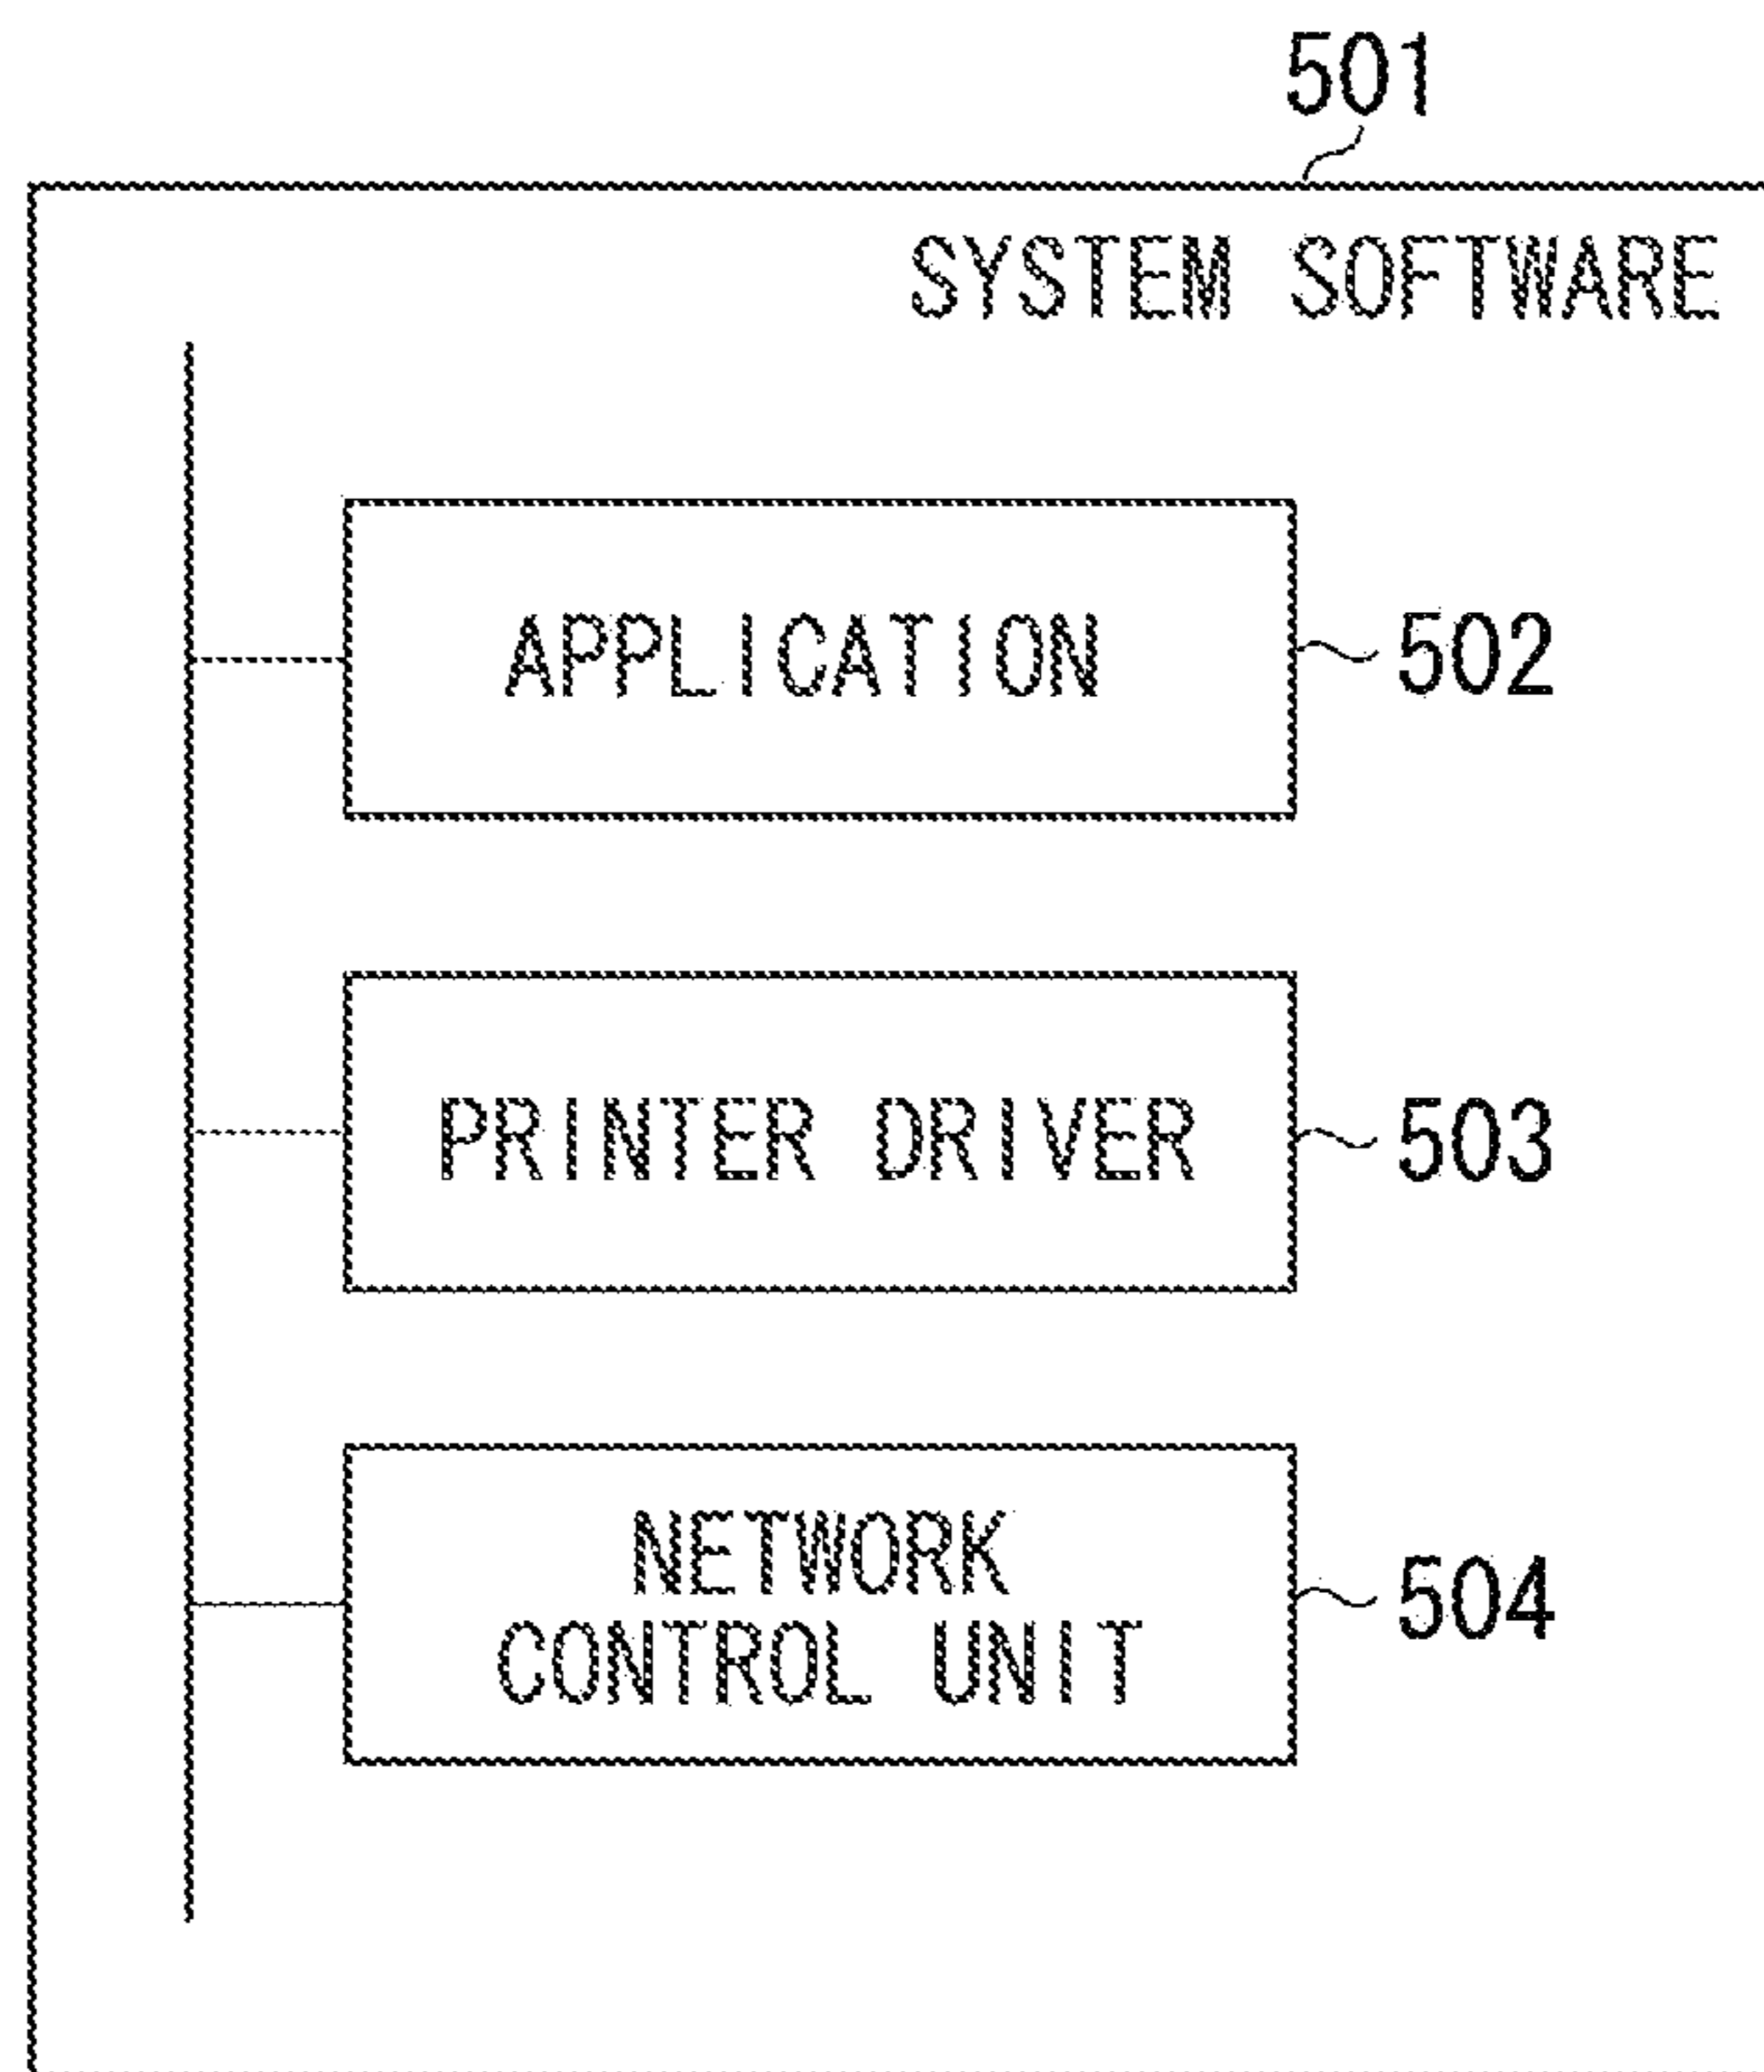 501
SYSTEM SOFTWARE
APPLICATION
502
PRINTER DRIVER
503
NETWORK
CONTROL UNIT
504